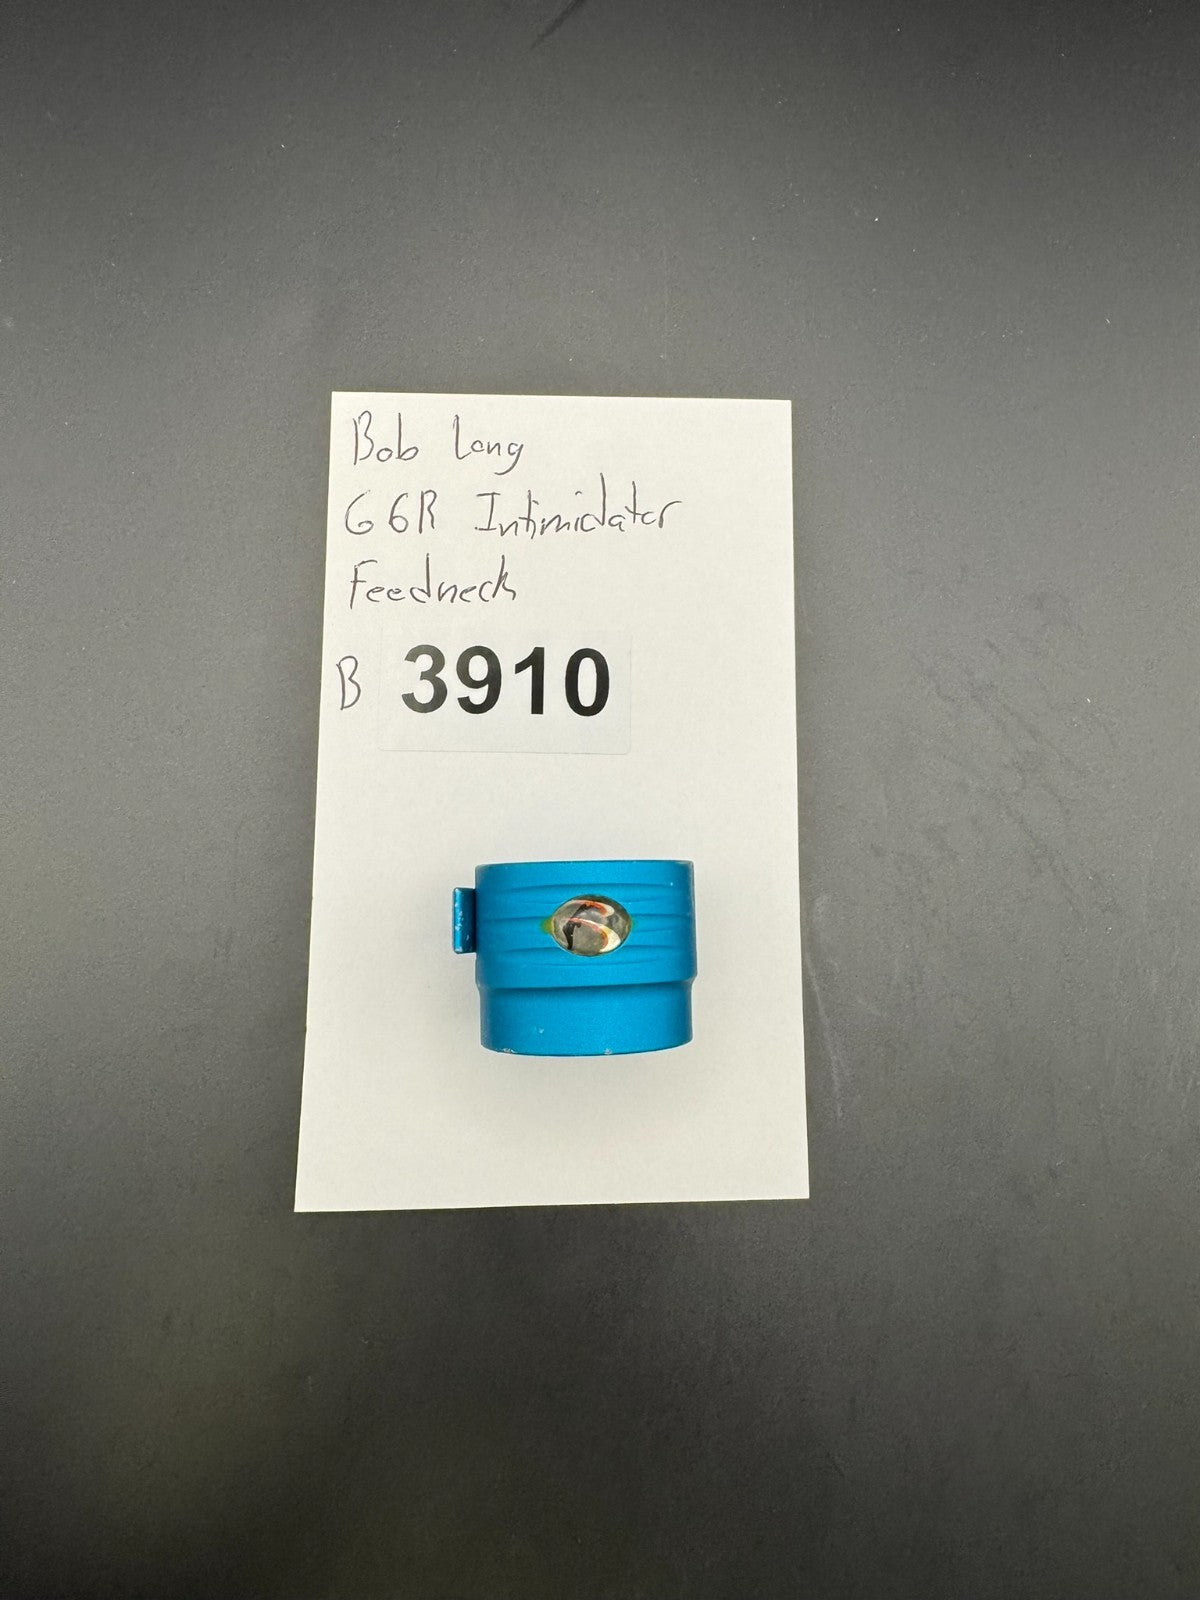 Bob Long
G6R Intimidator
Feedneck
B 3910